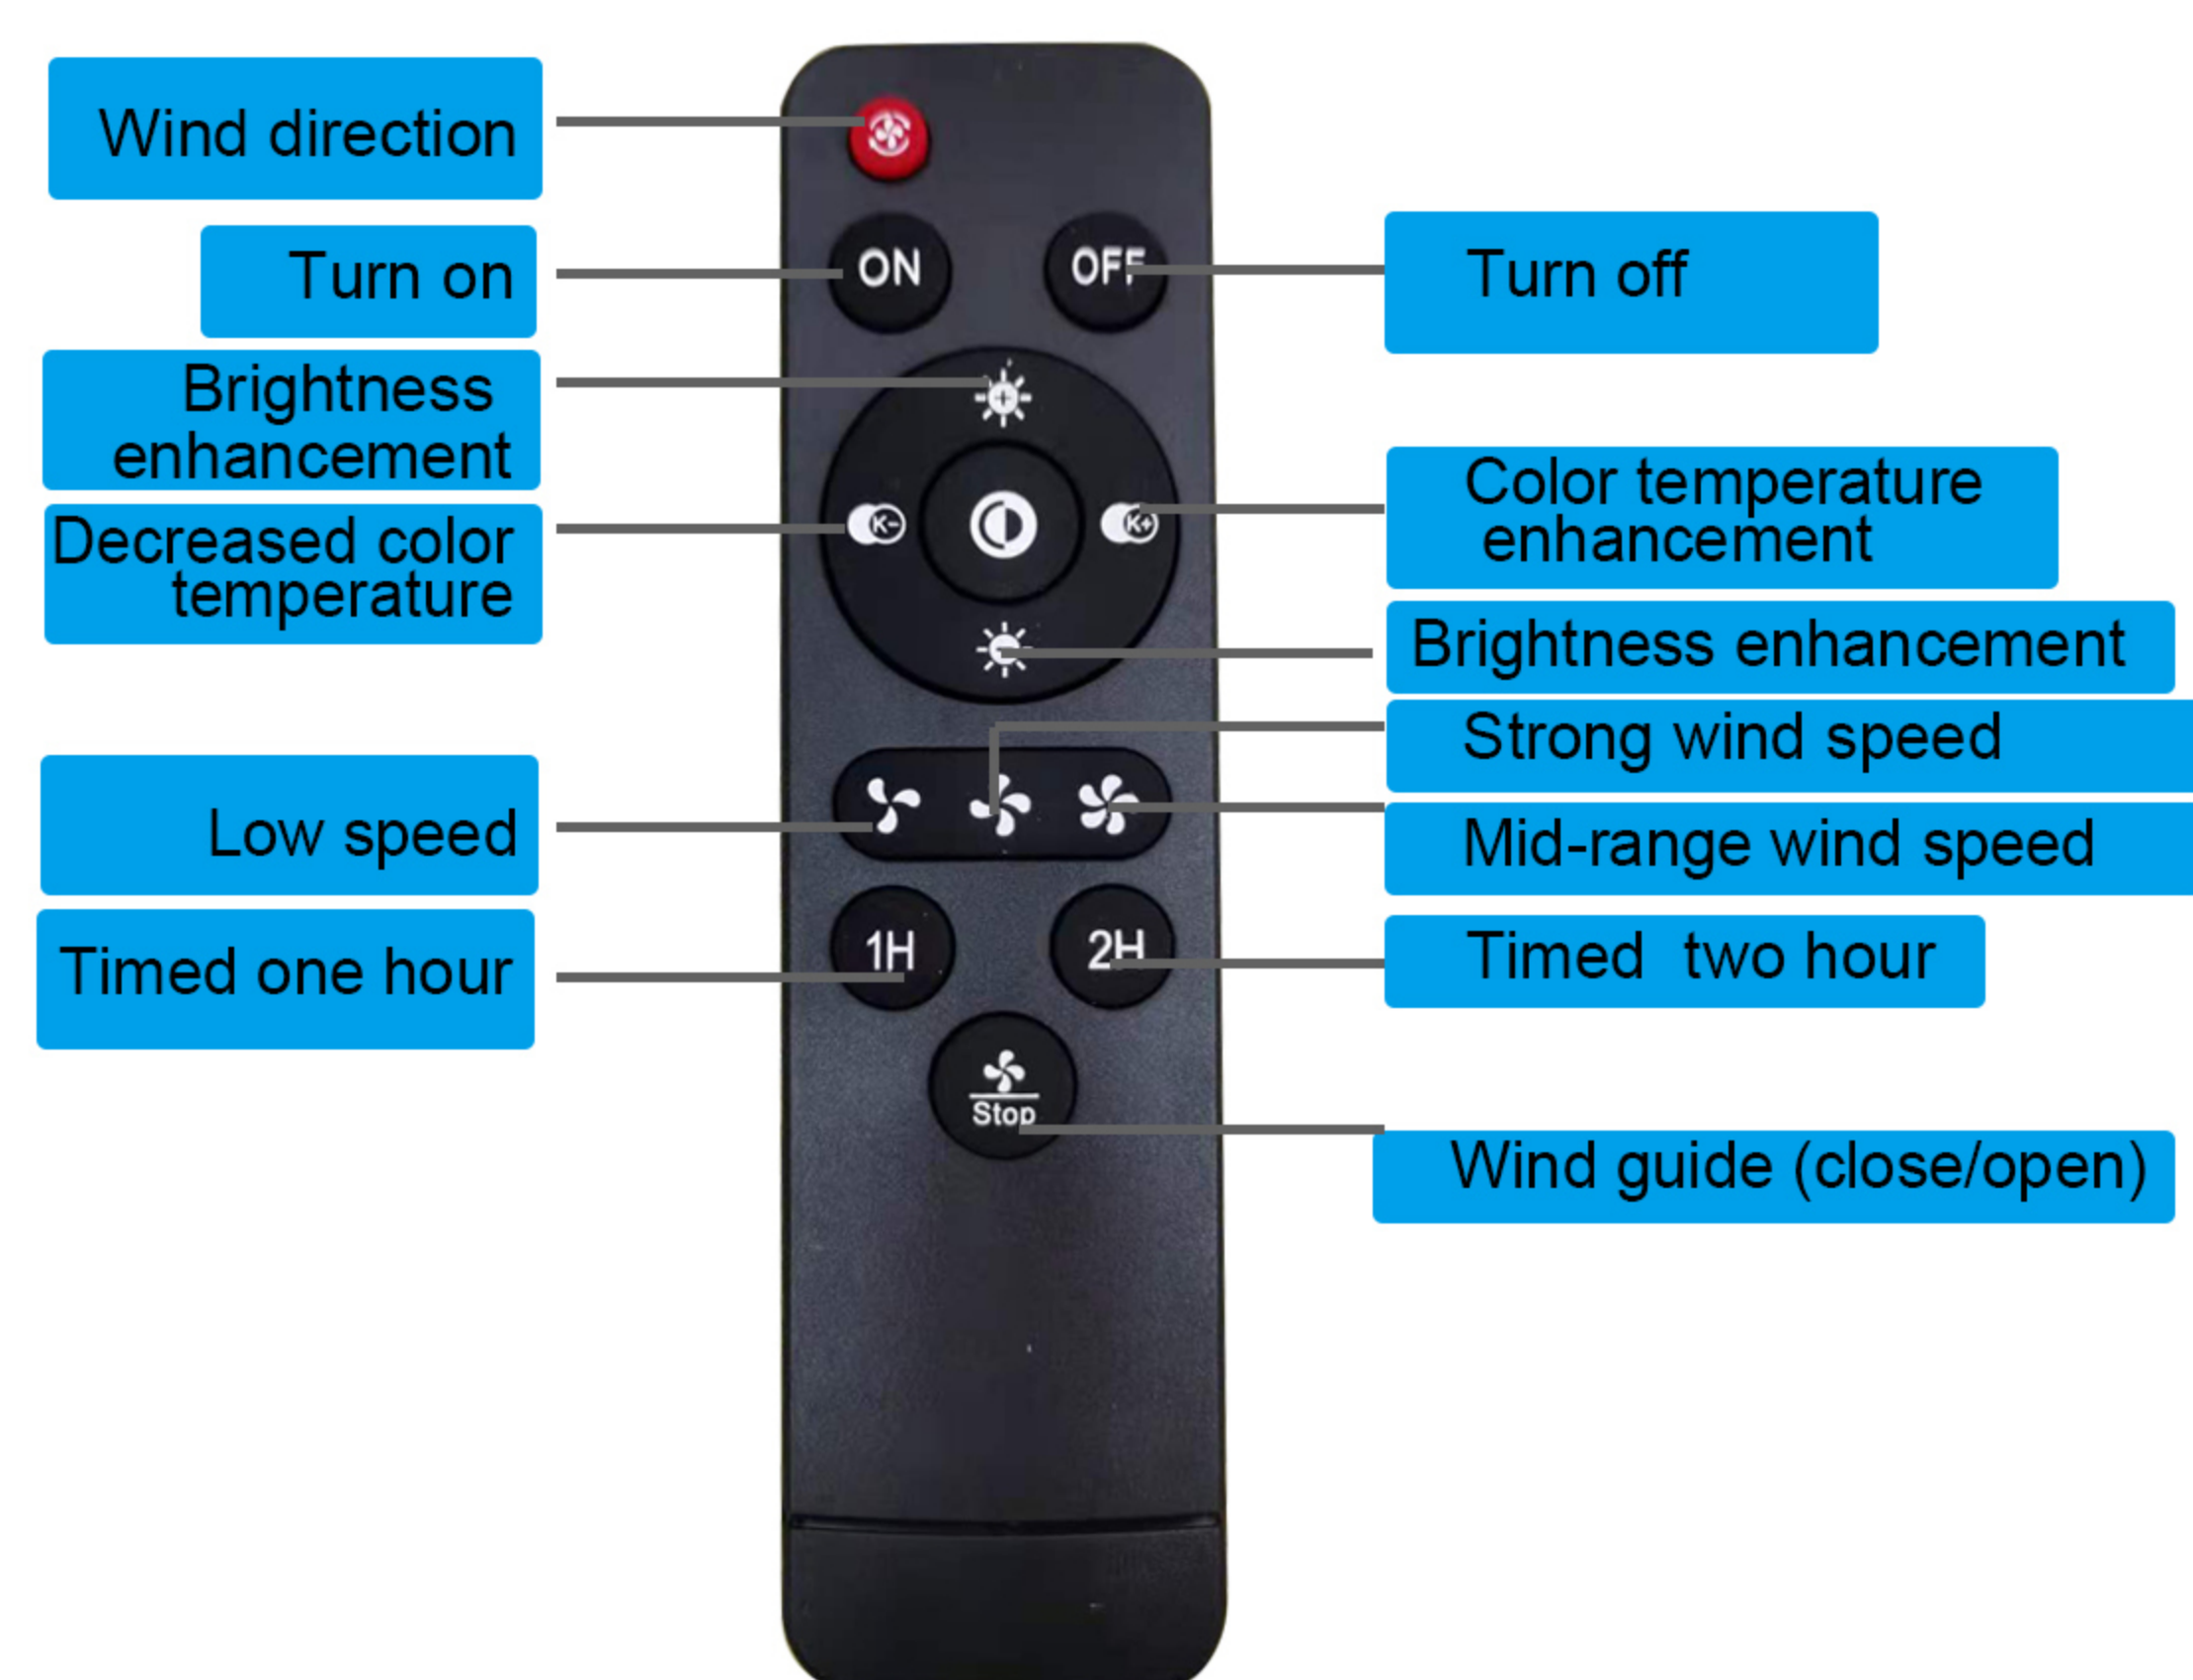 Wind direction
Turn on
ON
OFF
Turn off
Brightness
enhancement
Decreased color
temperature
K-
K+
Color temperature
enhancement
Brightness enhancement
Strong wind speed
Low speed
Mid-range wind speed
Timed one hour
1H
2H
Timed two hour
Stop
Wind guide (close/open)